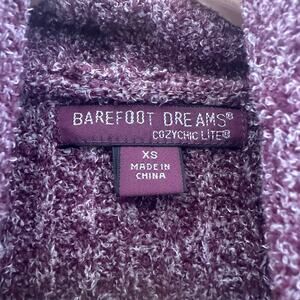 BAREFOOT DREAMS®
COZYCHIC LITE®
XS
MADE IN
CHINA